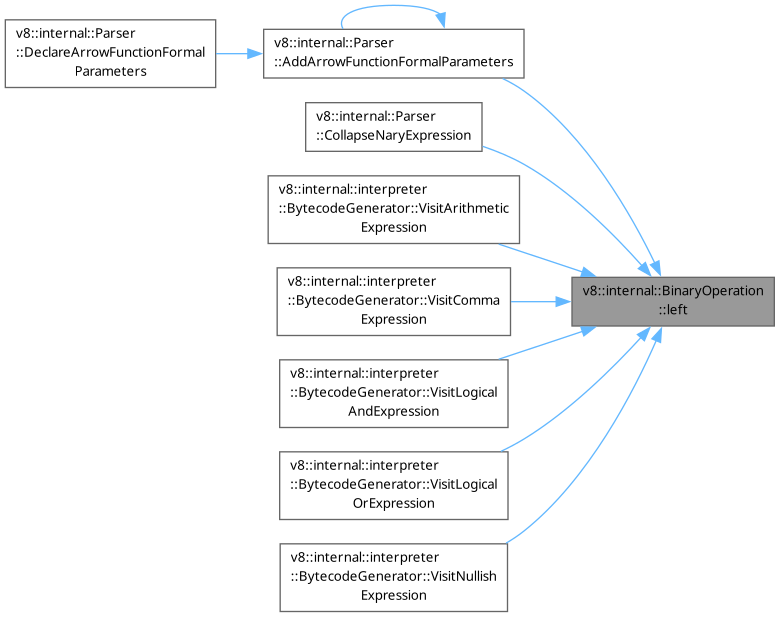 v8::internal::Parser
::DeclareArrowFunctionFormal
Parameters
v8::internal::Parser
::AddArrowFunctionFormalParameters
v8::internal::Parser
::CollapseNaryExpression
v8::internal::interpreter
::BytecodeGenerator::VisitArithmetic
Expression
v8::internal::interpreter
::BytecodeGenerator::VisitComma
Expression
v8::internal::interpreter
::BytecodeGenerator::VisitLogical
AndExpression
v8::internal::interpreter
::BytecodeGenerator::VisitLogical
OrExpression
v8::internal::interpreter
::BytecodeGenerator::VisitNullish
Expression
v8::internal::BinaryOperation
::left